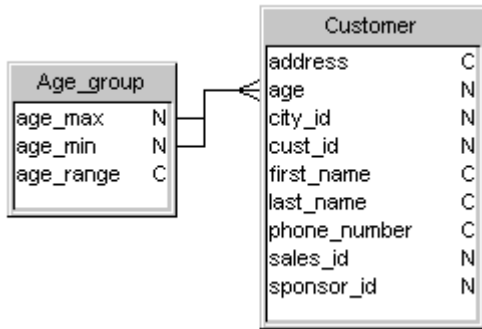 Age_group
age_max N
age_min N
age_range C
Customer
address C
age N
city_id N
cust_id N
first_name C
last_name C
phone_number C
sales_id N
sponsor_id N